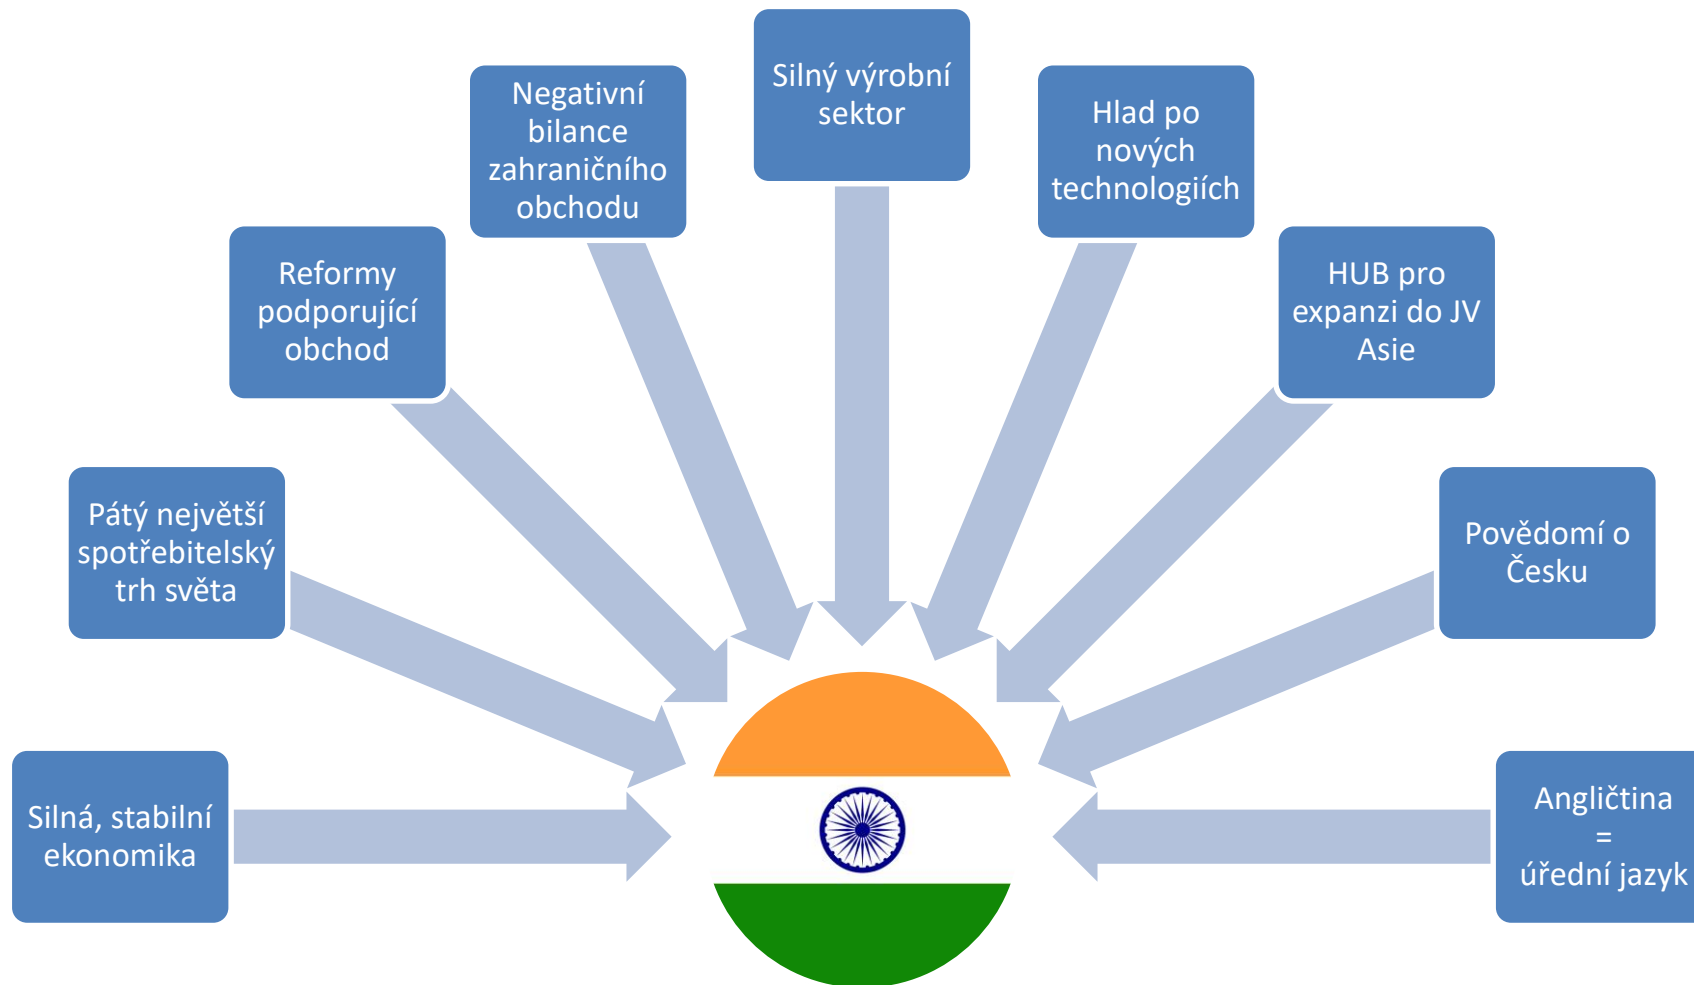 Silný výrobní
sektor
Negativní
bilance
zahraničního
obchodu
Hlad po
nových
technologiích
Reformy
podporující
obchod
HUB pro
expanzi do JV
Asie
Pátý největší
spotřebitelský
trh světa
Povědomí o
Česku
Silná, stabilní
ekonomika
Angličtina
=
úřední jazyk